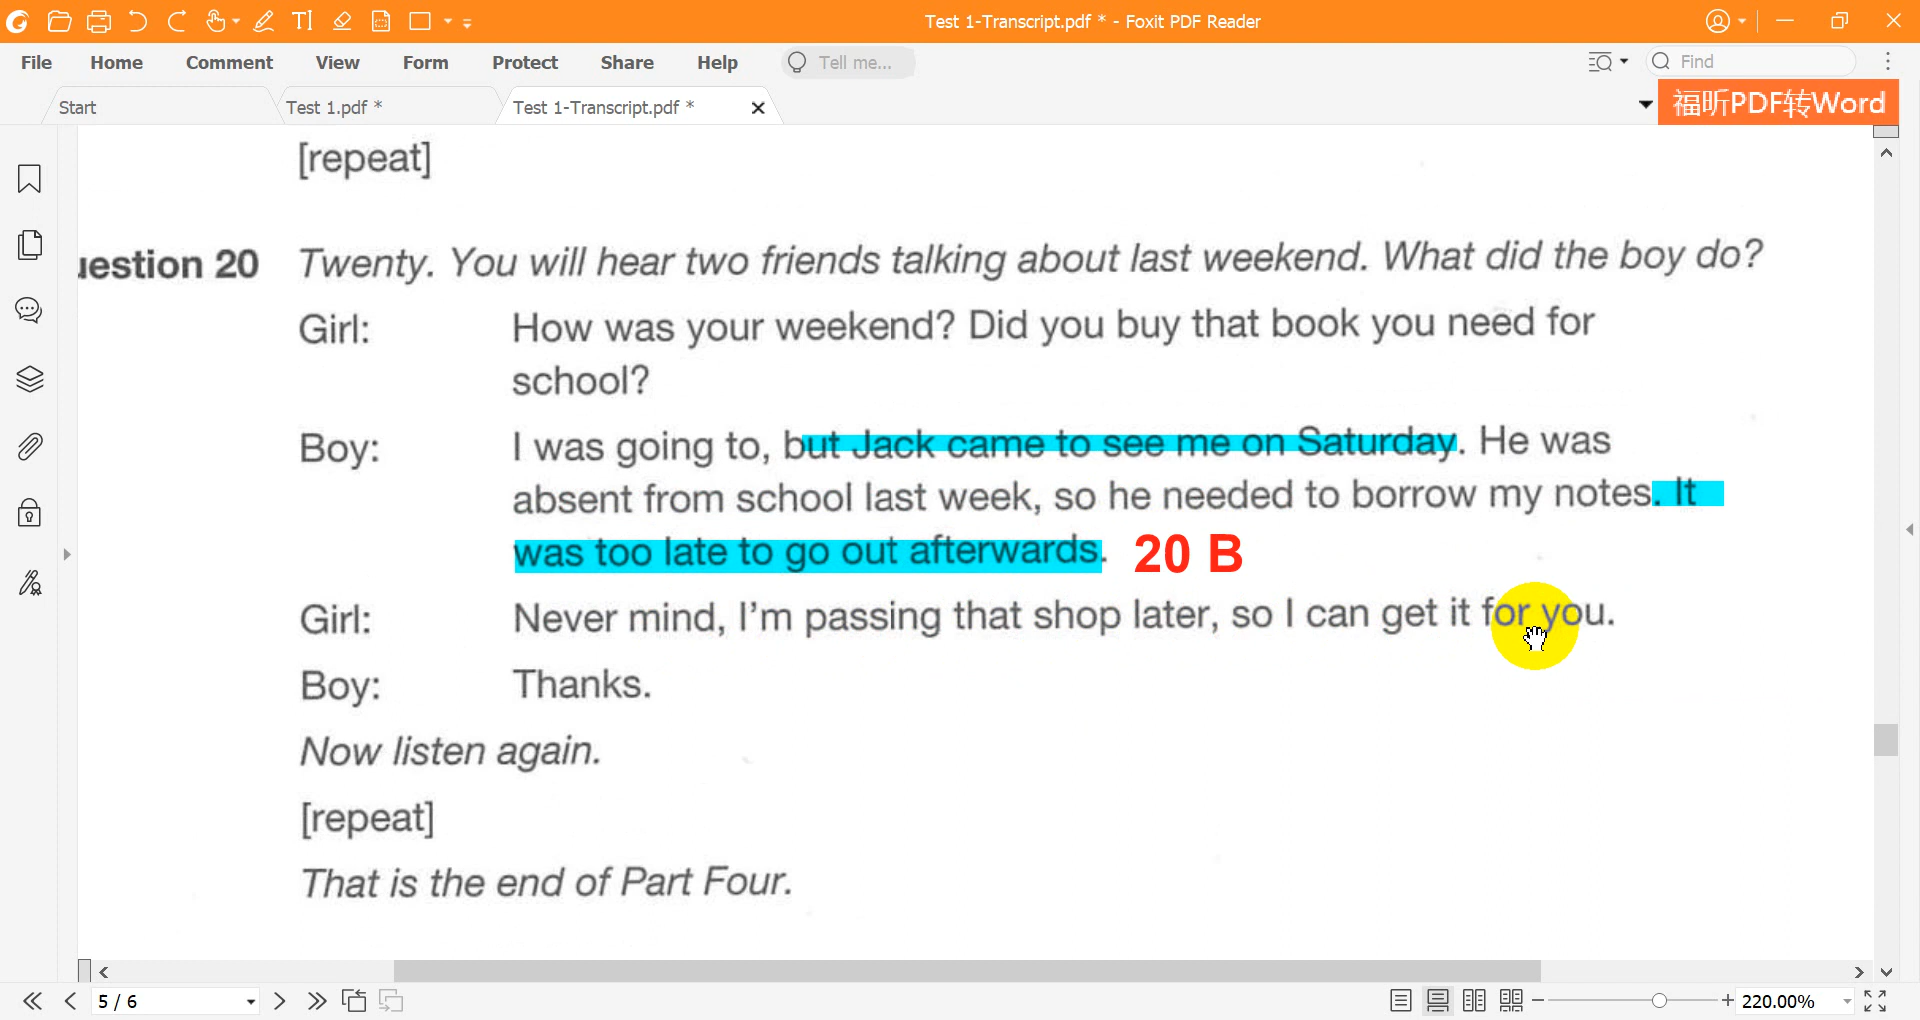 Test 1-Transcript.pdf * - Foxit PDF Reader
File Home Comment View Form Protect Share Help Tell me... Find
Start Test 1.pdf * Test 1-Transcript.pdf * 福昕PDF转Word
[repeat]
uestion 20 Twenty. You will hear two friends talking about last weekend. What did the boy do?
Girl: How was your weekend? Did you buy that book you need for
school?
Boy: I was going to, but Jack came to see me on Saturday. He was
absent from school last week, so he needed to borrow my notes. It
was too late to go out afterwards. 20 B
Girl: Never mind, I'm passing that shop later, so I can get it for you.
Boy: Thanks.
Now listen again.
[repeat]
That is the end of Part Four.
5 / 6 220.00%